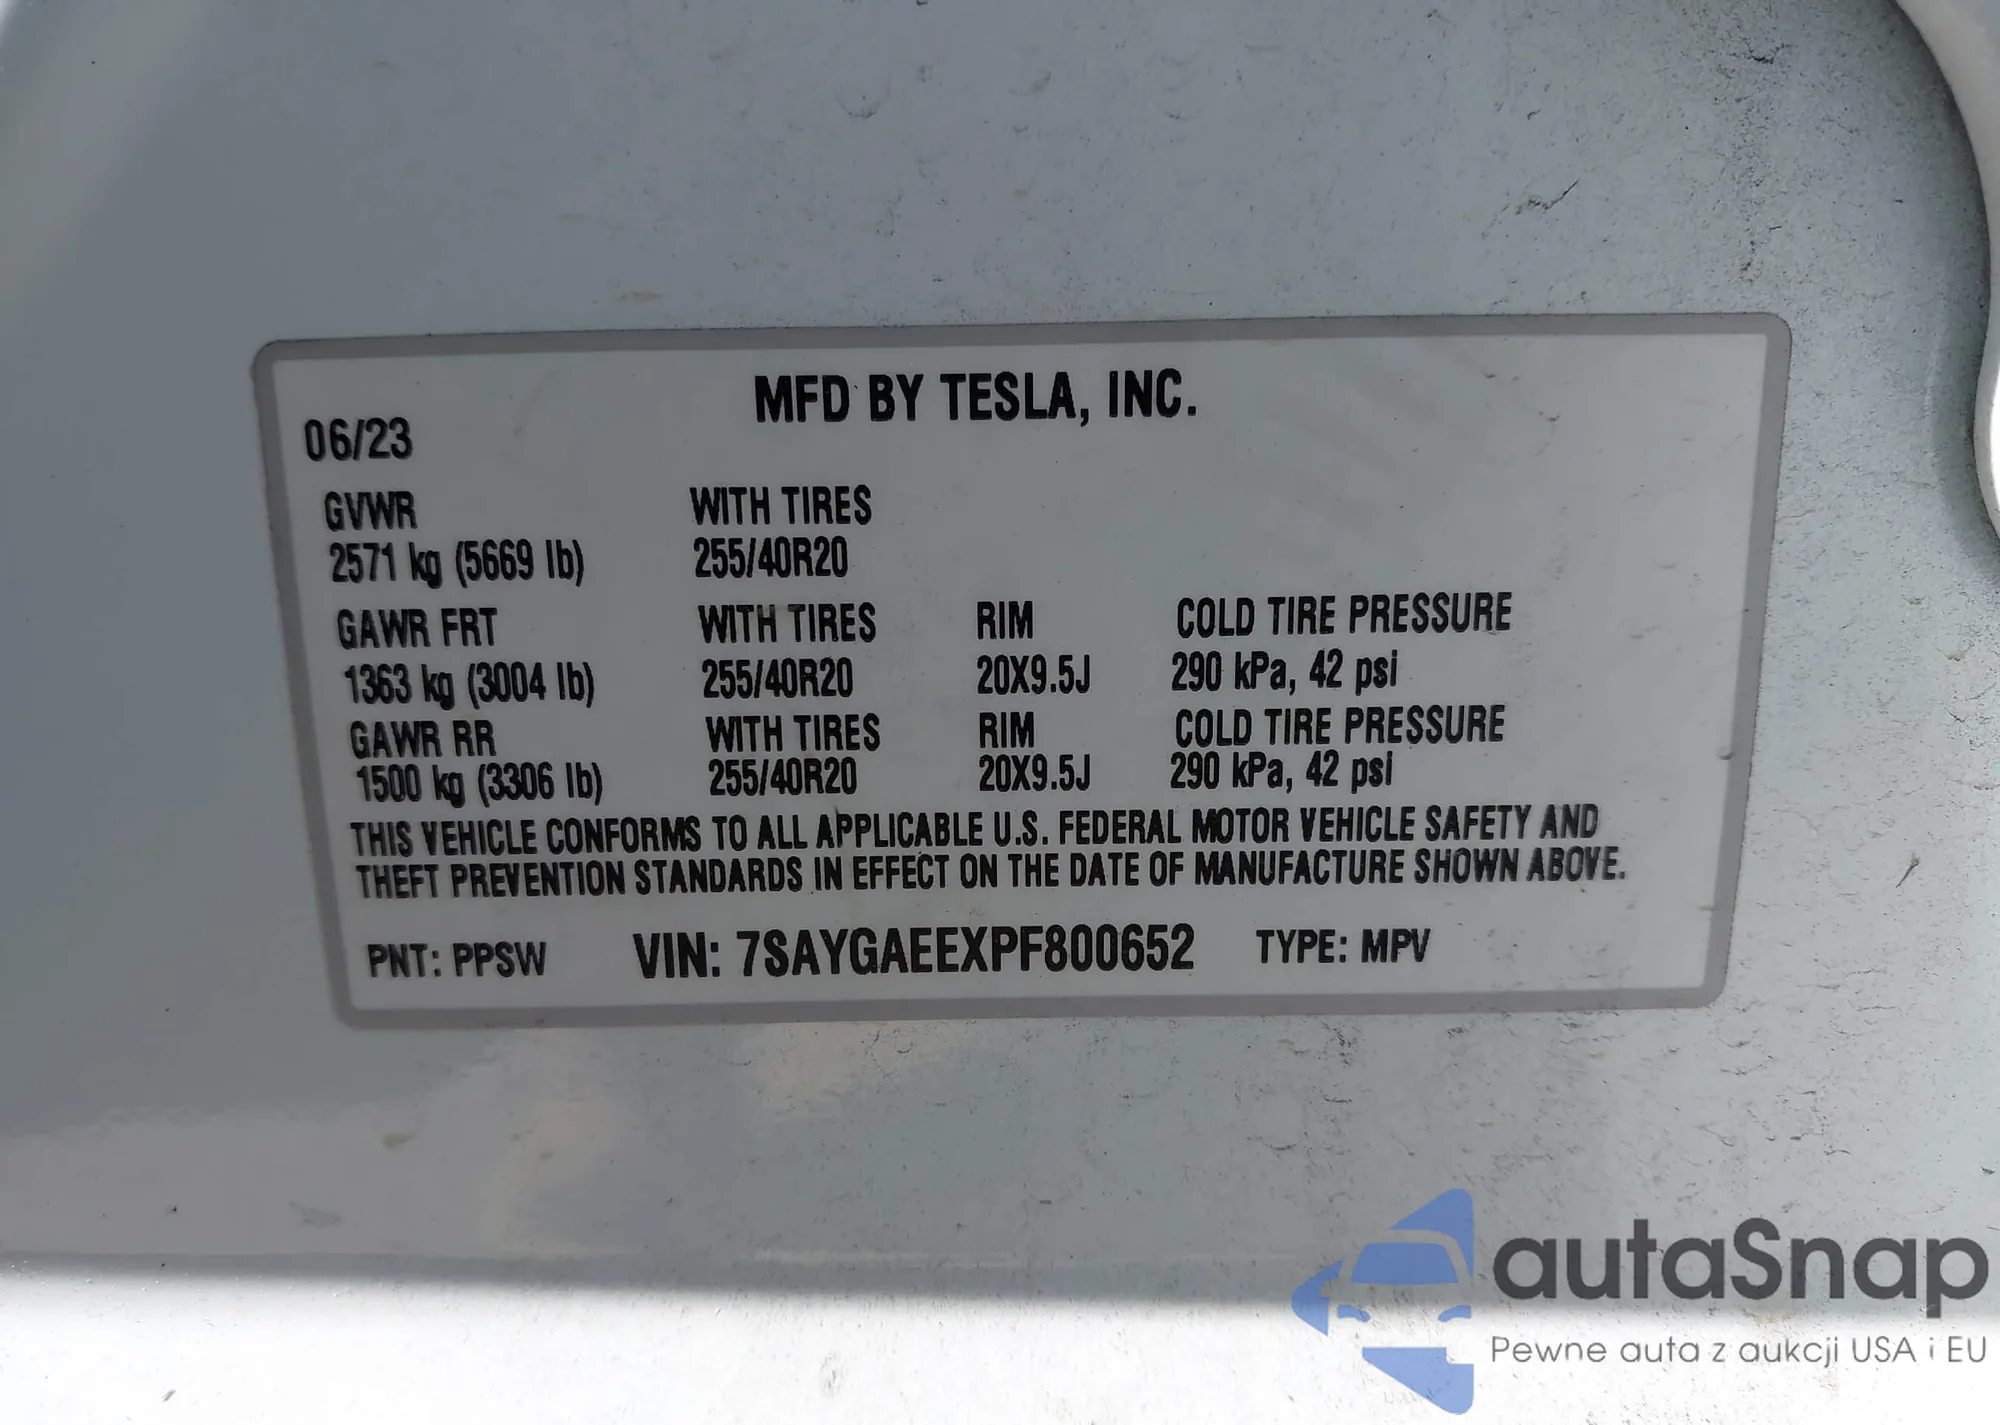 MFD BY TESLA, INC.
06/23
GVWR WITH TIRES
2571 kg (5669 lb) 255/40R20
GAWR FRT WITH TIRES RIM COLD TIRE PRESSURE
1363 kg (3004 lb) 255/40R20 20X9.5J 290 kPa, 42 psi
GAWR RR WITH TIRES RIM COLD TIRE PRESSURE
1500 kg (3306 lb) 255/40R20 20X9.5J 290 kPa, 42 psi
THIS VEHICLE CONFORMS TO ALL APPLICABLE U.S. FEDERAL MOTOR VEHICLE SAFETY AND
THEFT PREVENTION STANDARDS IN EFFECT ON THE DATE OF MANUFACTURE SHOWN ABOVE.
PNT: PPSW VIN: 7SAYGAEEXPF800652 TYPE: MPV
autaSnap
Pewne auta z aukcji USA i EU